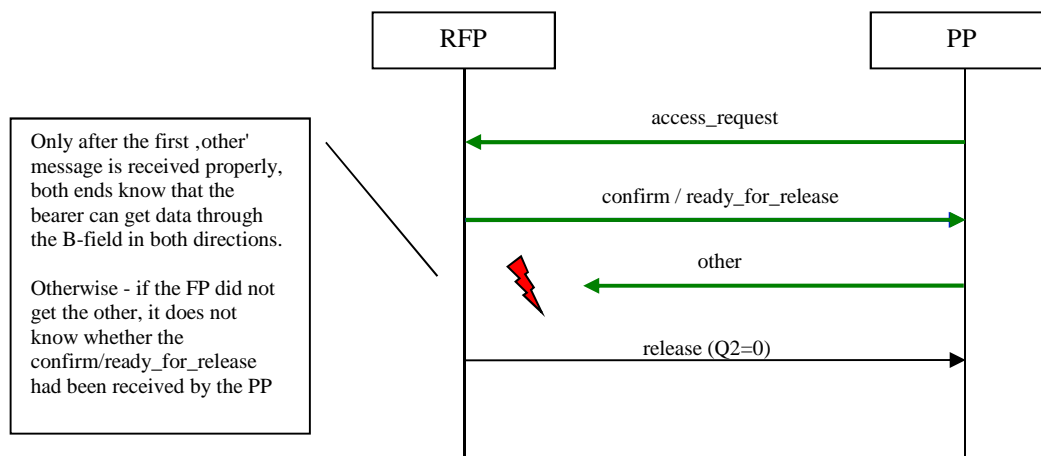 RFP
PP
Only after the first ‚other'
message is received properly,
both ends know that the
bearer can get data through
the B-field in both directions.
Otherwise - if the FP did not
get the other, it does not
know whether the
confirm/ready_for_release
had been received by the PP
access_request
confirm / ready_for_release
other
release (Q2=0)